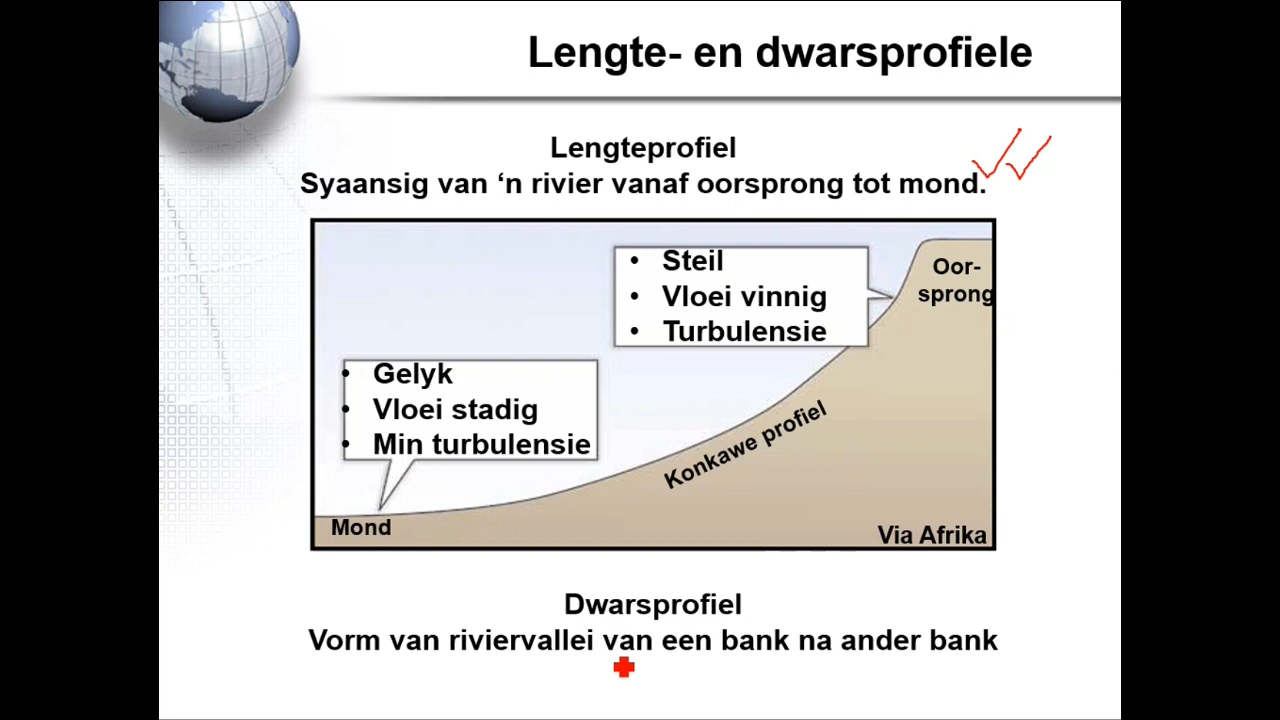 Lengte- en dwarsprofiele
Lengteprofiel
Syaansig van ‘n rivier vanaf oorsprong tot mond.
• Steil
• Vloei vinnig
• Turbulensie
Oor-
sprong
• Gelyk
• Vloei stadig
• Min turbulensie
Konkawe profiel
Mond
Via Afrika
Dwarsprofiel
Vorm van riviervallei van een bank na ander bank